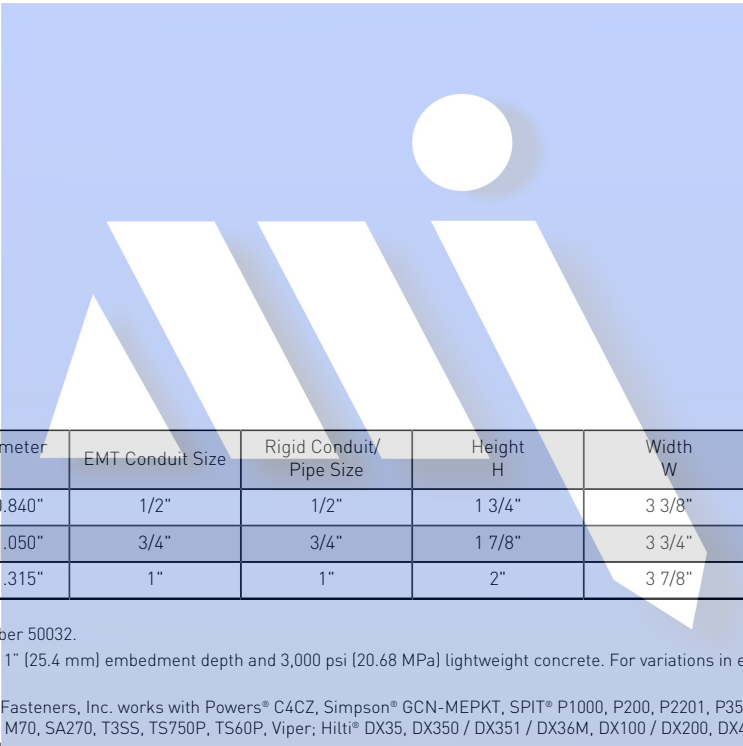 meter EMT Conduit Size Rigid Conduit/ Pipe Size Height H Width W
.840" 1/2" 1/2" 1 3/4" 3 3/8"
.050" 3/4" 3/4" 1 7/8" 3 3/4"
.315" 1" 1" 2" 3 7/8"
ber 50032.
1" (25.4 mm) embedment depth and 3,000 psi (20.68 MPa) lightweight concrete. For variations in e
Fasteners, Inc. works with Powers® C4CZ, Simpson® GCN-MEPKT, SPIT® P1000, P200, P2201, P35
M70, SA270, T3SS, TS750P, TS60P, Viper; Hilti® DX35, DX350 / DX351 / DX36M, DX100 / DX200, DX4